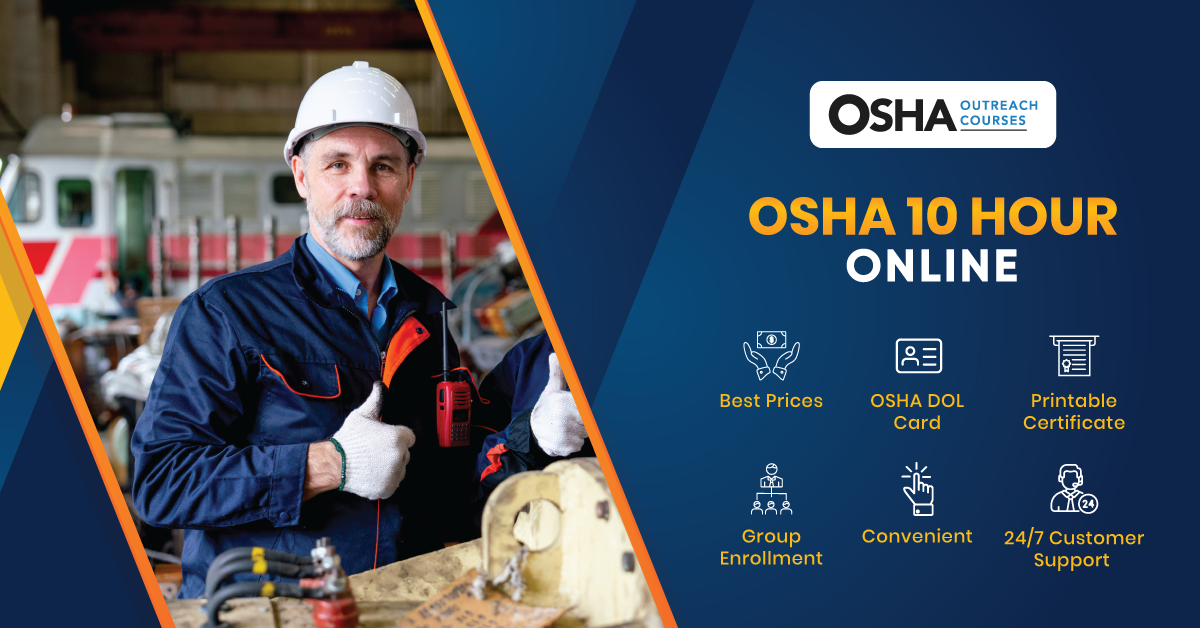 OSHA OUTREACH
COURSES
OSHA 10 HOUR
ONLINE
Best Prices
OSHA DOL
Card
Printable
Certificate
Group
Enrollment
Convenient
24
24/7 Customer
Support